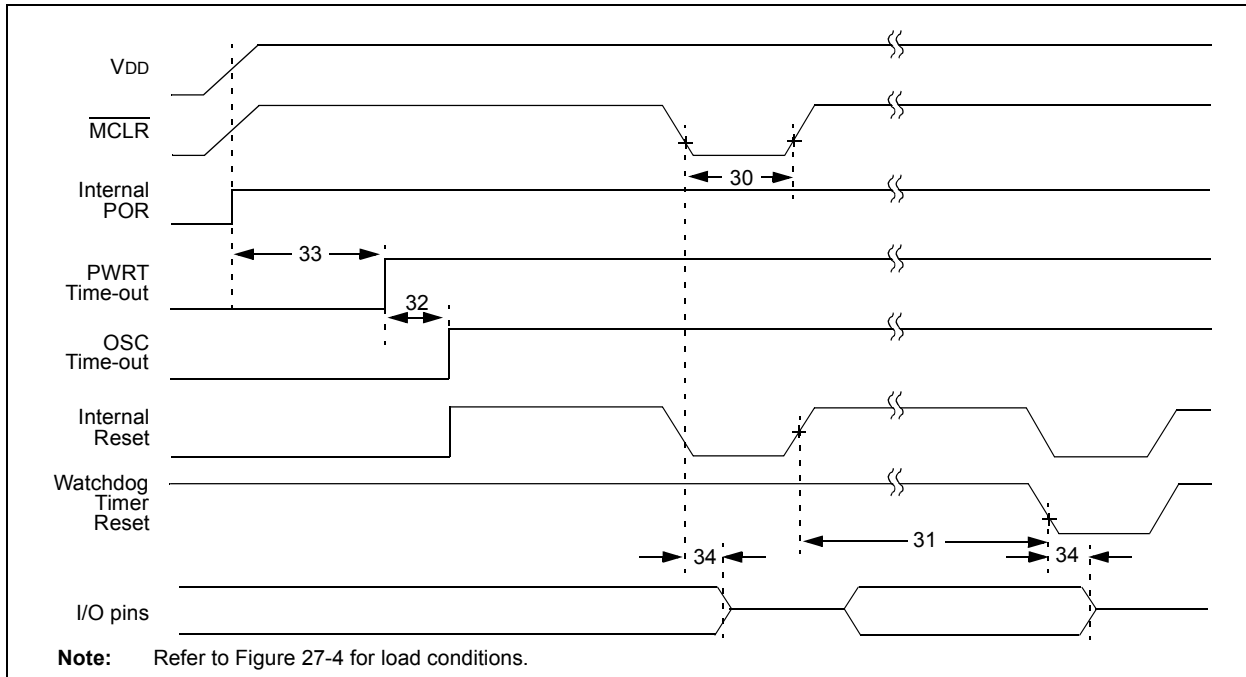 VDD
MCLR
30
Internal
POR
33
PWRT
Time-out
32
OSC
Time-out
Internal
Reset
Watchdog
Timer
Reset
31
34
34
I/O pins
Note: Refer to Figure 27-4 for load conditions.